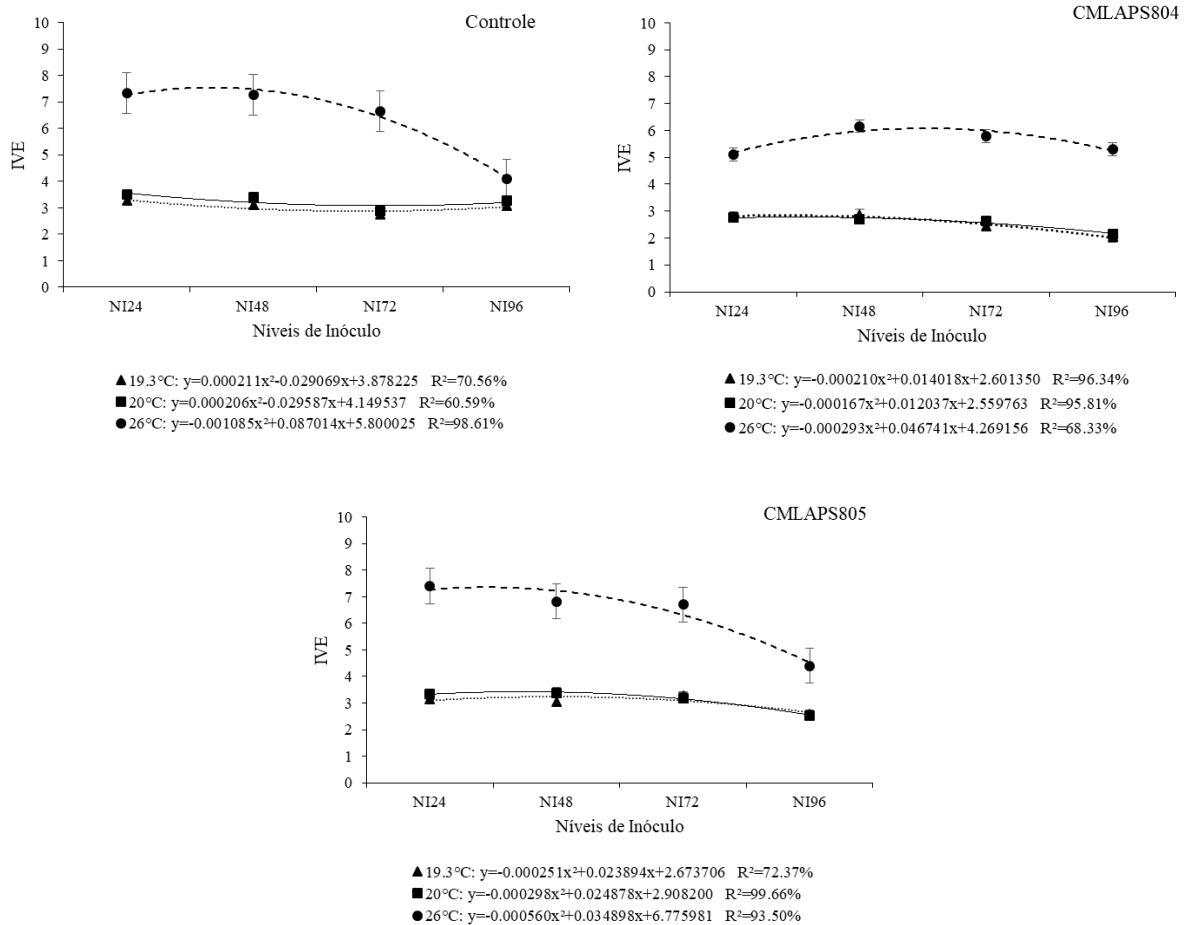 Controle
10
9
8
7
6
5
4
3
2
1
0
IVE
NI24 NI48 NI72 NI96
Níveis de Inóculo
▲ 19.3°C: y=0.000211x²-0.029069x+3.878225 R²=70.56%
■ 20°C: y=0.000206x²-0.029587x+4.149537 R²=60.59%
● 26°C: y=-0.001085x²+0.087014x+5.800025 R²=98.61%
CMLAPS804
10
9
8
7
6
5
4
3
2
1
0
IVE
NI24 NI48 NI72 NI96
Níveis de Inóculo
▲ 19.3°C: y=-0.000210x²+0.014018x+2.601350 R²=96.34%
■ 20°C: y=-0.000167x²+0.012037x+2.559763 R²=95.81%
● 26°C: y=-0.000293x²+0.046741x+4.269156 R²=68.33%
CMLAPS805
10
9
8
7
6
5
4
3
2
1
0
IVE
NI24 NI48 NI72 NI96
Níveis de Inóculo
▲ 19.3°C: y=-0.000251x²+0.023894x+2.673706 R²=72.37%
■ 20°C: y=-0.000298x²+0.024878x+2.908200 R²=99.66%
● 26°C: y=-0.000560x²+0.034898x+6.775981 R²=93.50%